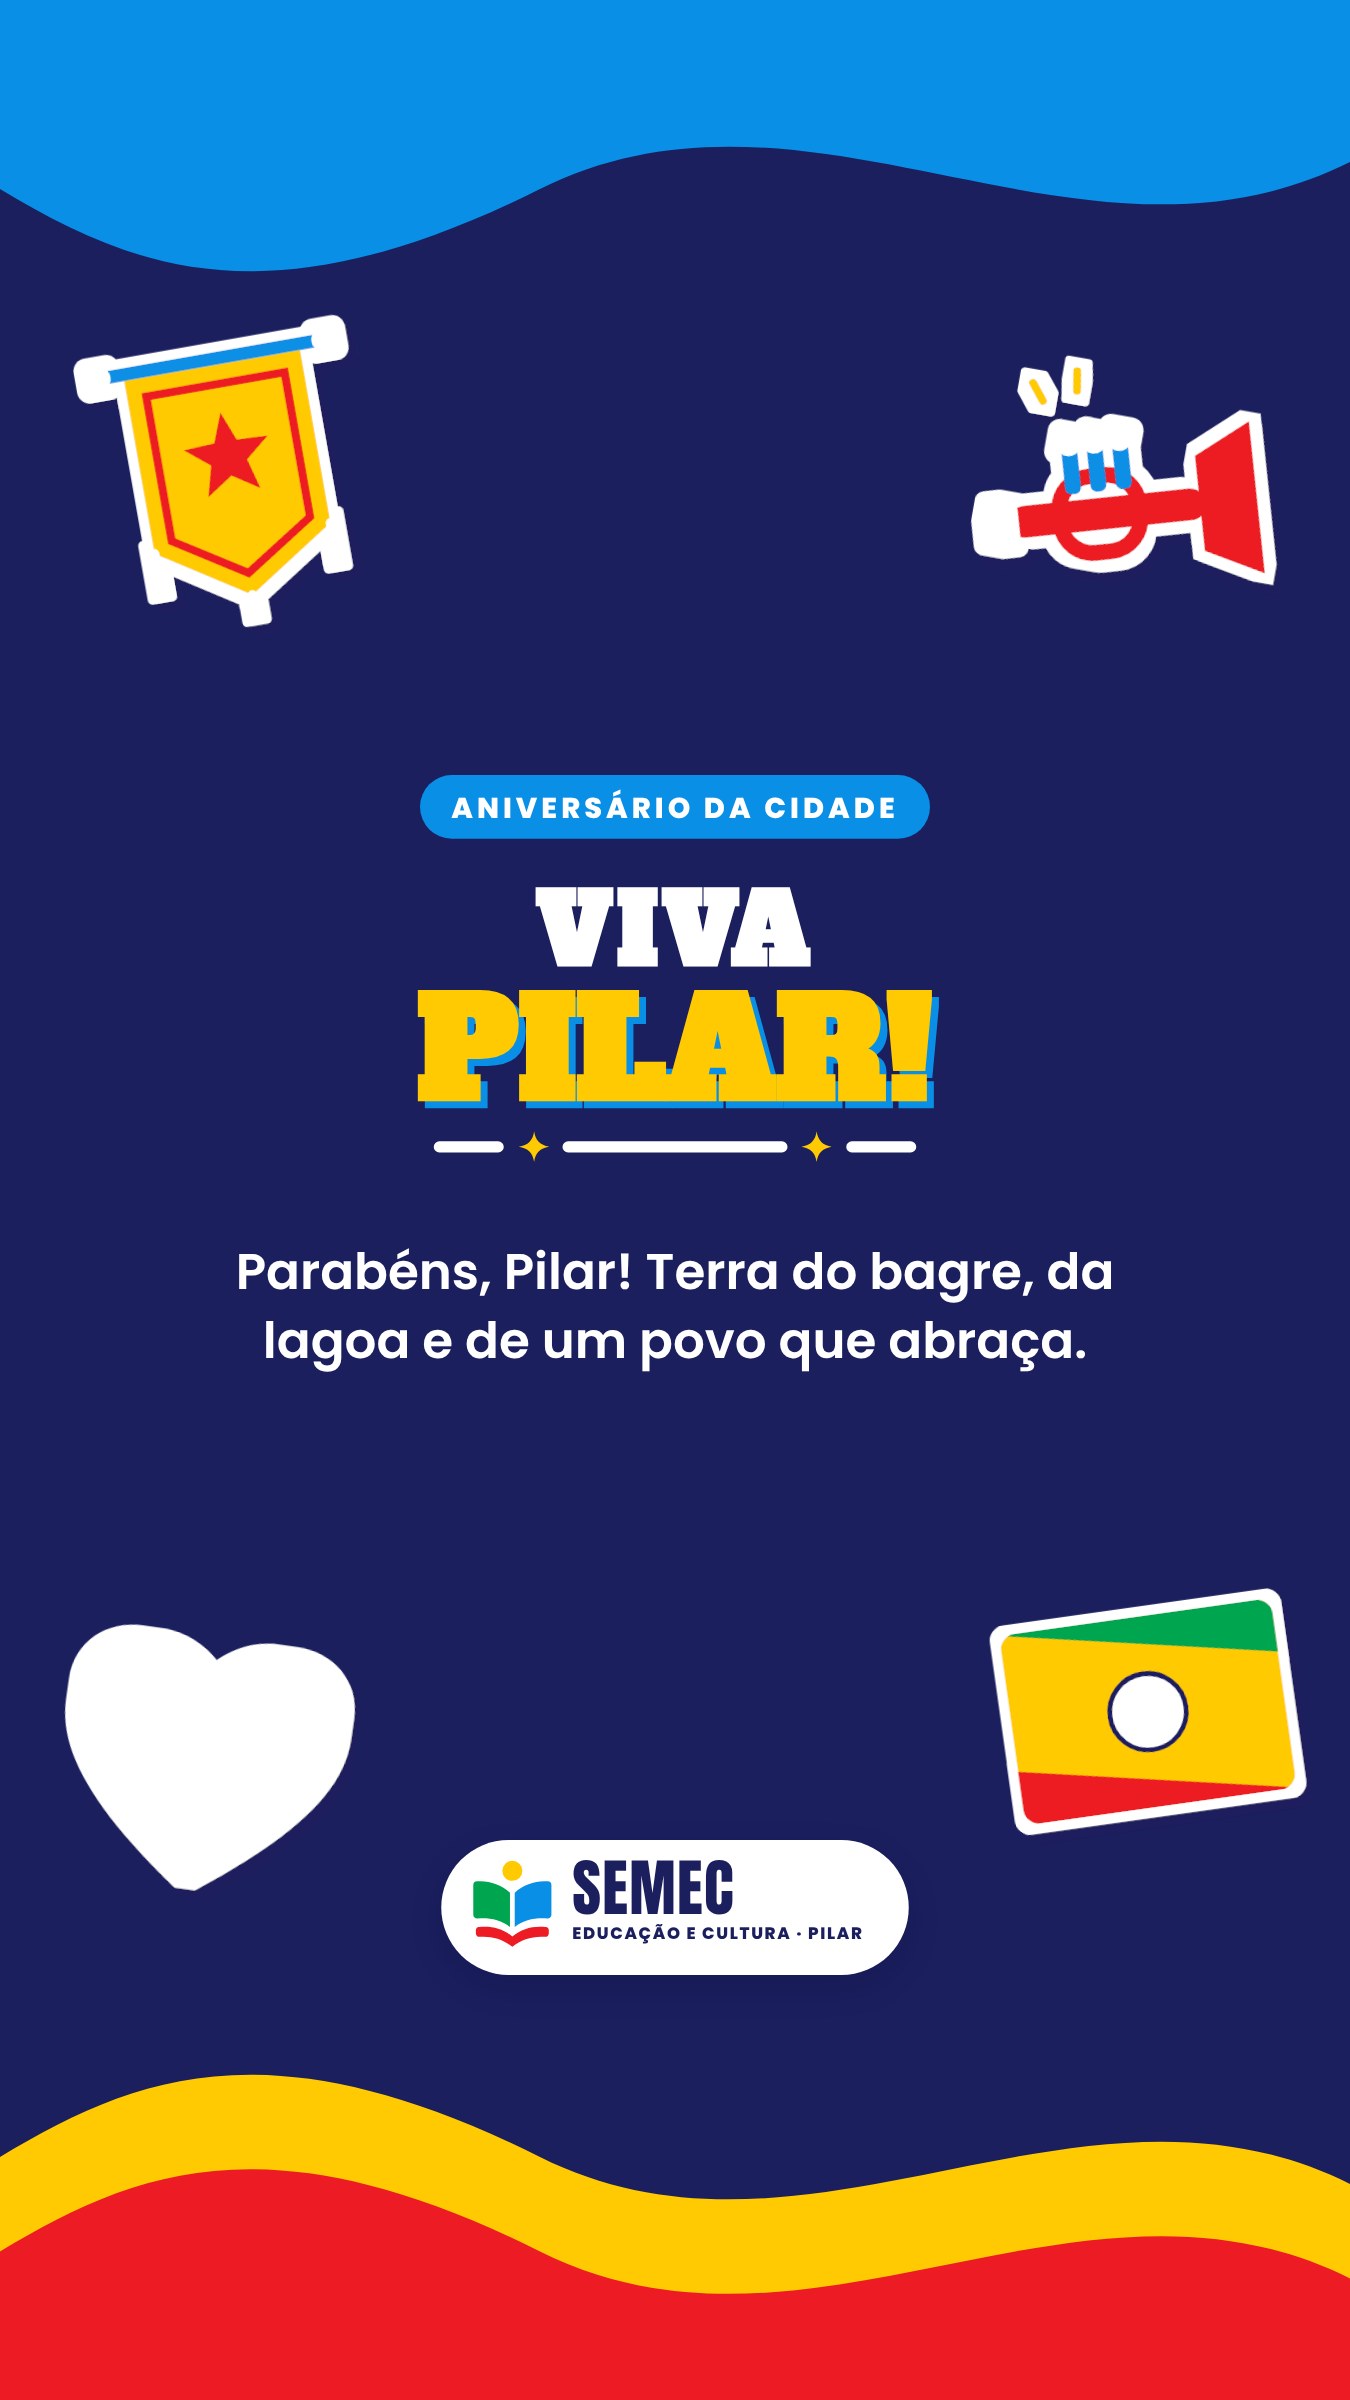 ANIVERSÁRIO DA CIDADE
VIVA
PILAR!
Parabéns, Pilar! Terra do bagre, da
lagoa e de um povo que abraça.
SEMEC
EDUCAÇÃO E CULTURA · PILAR